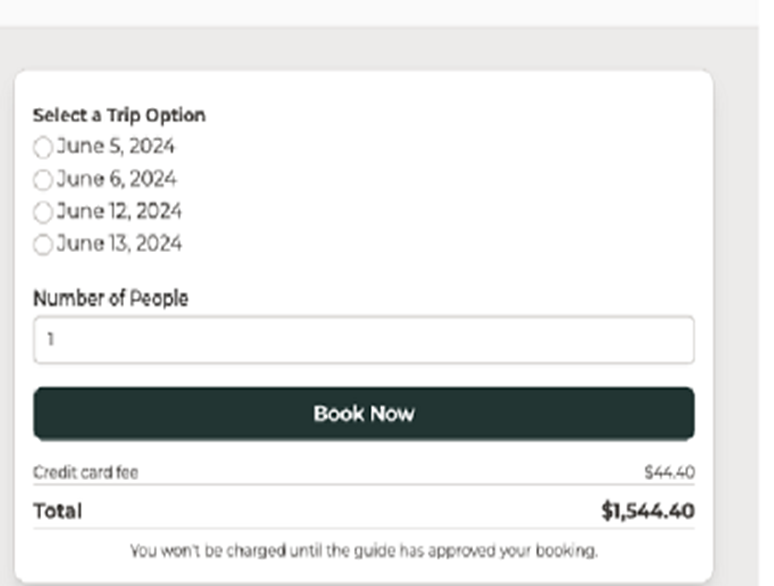 Select a Trip Option
June 5, 2024
June 6, 2024
June 12, 2024
June 13, 2024
Number of People
1
Book Now
Credit card fee $44.40
Total $1,544.40
You won't be charged until the guide has approved your booking.